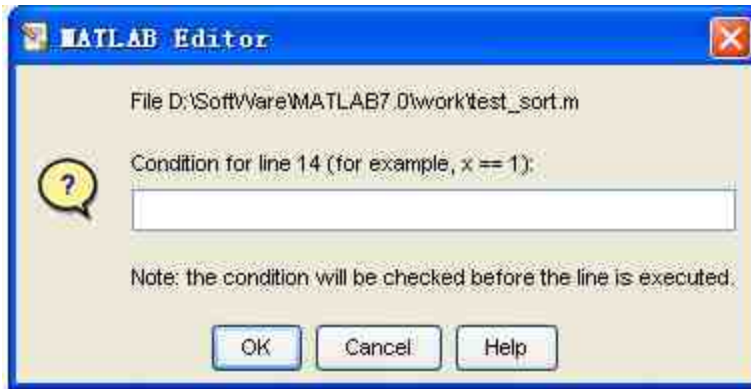 MATLAB Editor
File D:\SoftWare\MATLAB7.0\work\test_sort.m
Condition for line 14 (for example, x == 1):
?
Note: the condition will be checked before the line is executed.
OK Cancel Help